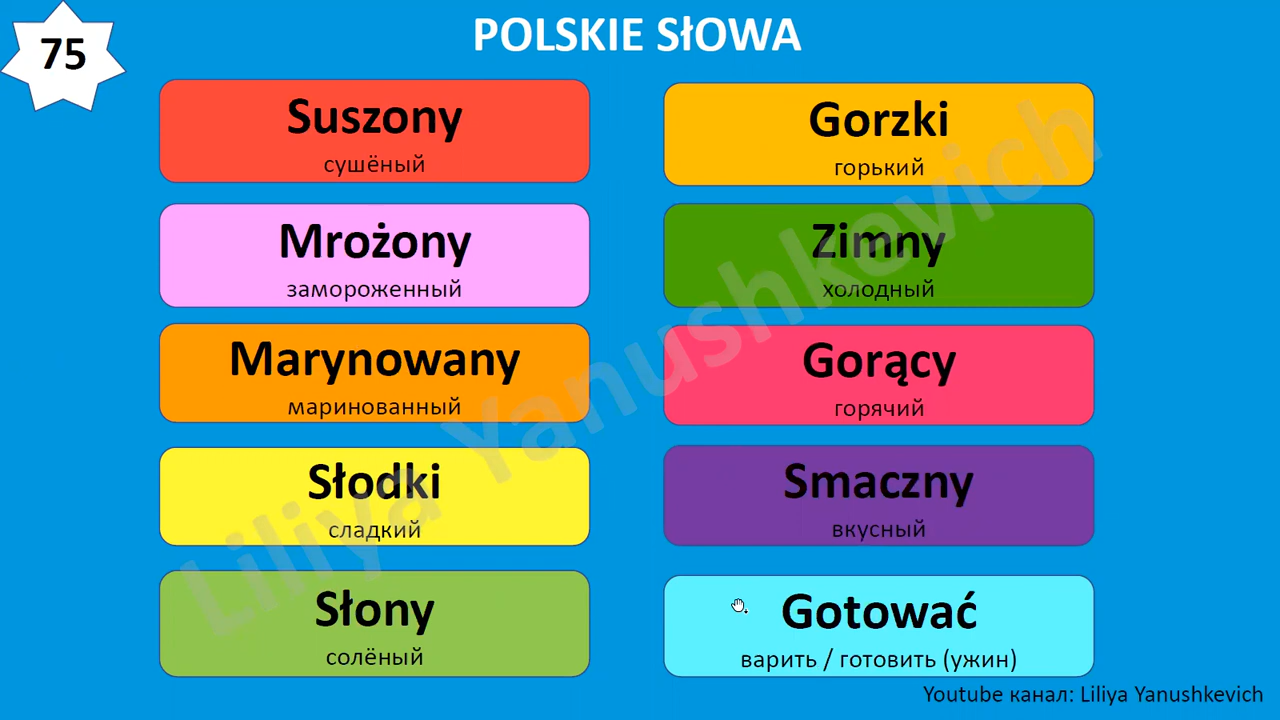 75
POLSKIE SłOWA
Suszony
сушёный
Mrożony
замороженный
Marynowany
маринованный
Słodki
сладкий
Słony
солёный
Gorzki
горький
Zimny
холодный
Gorący
горячий
Smaczny
вкусный
Gotować
варить / готовить (ужин)
Liliya Yanushkevich
Youtube канал: Liliya Yanushkevich